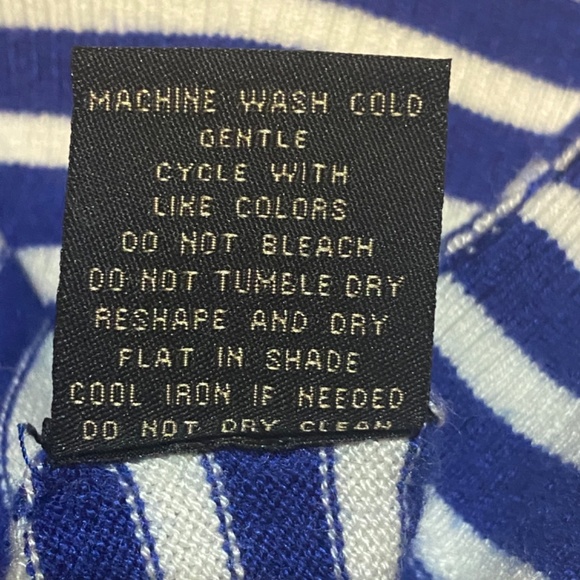 MACHINE WASH COLD
GENTLE
CYCLE WITH
LIKE COLORS
DO NOT BLEACH
DO NOT TUMBLE DRY
RESHAPE AND DRY
FLAT IN SHADE
COOL IRON IF NEEDED
DO NOT DRY CLEAN